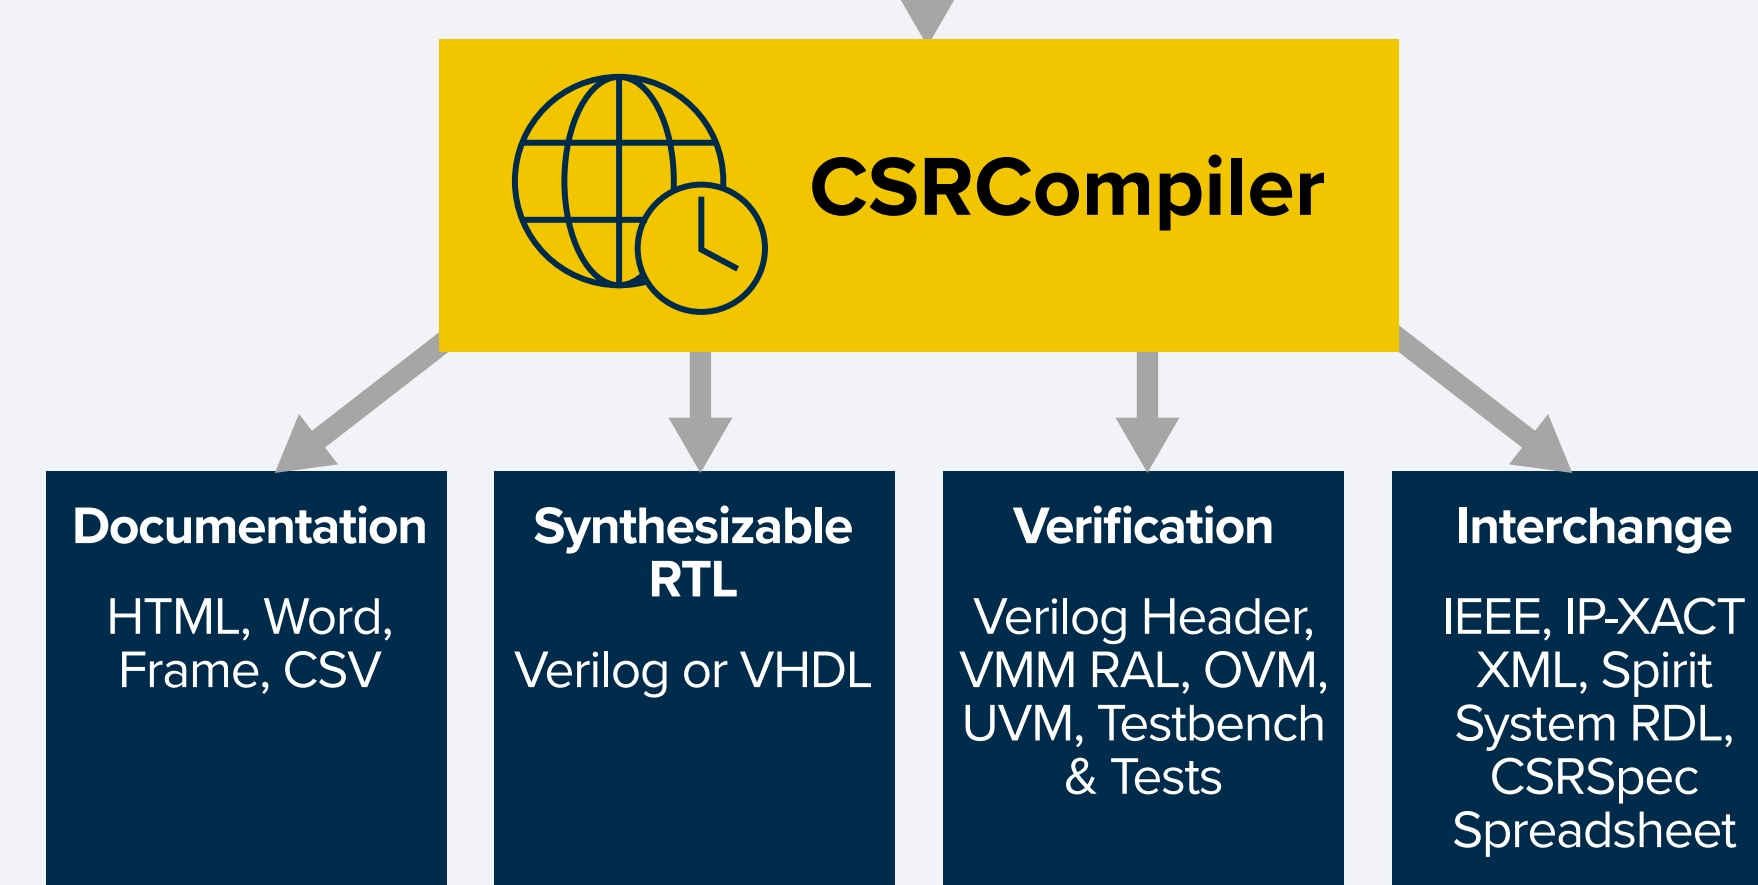 CSRCompiler
Documentation
HTML, Word,
Frame, CSV
Synthesizable
RTL
Verilog or VHDL
Verification
Verilog Header,
VMM RAL, OVM,
UVM, Testbench
& Tests
Interchange
IEEE, IP-XACT
XML, Spirit
System RDL,
CSRSpec
Spreadsheet